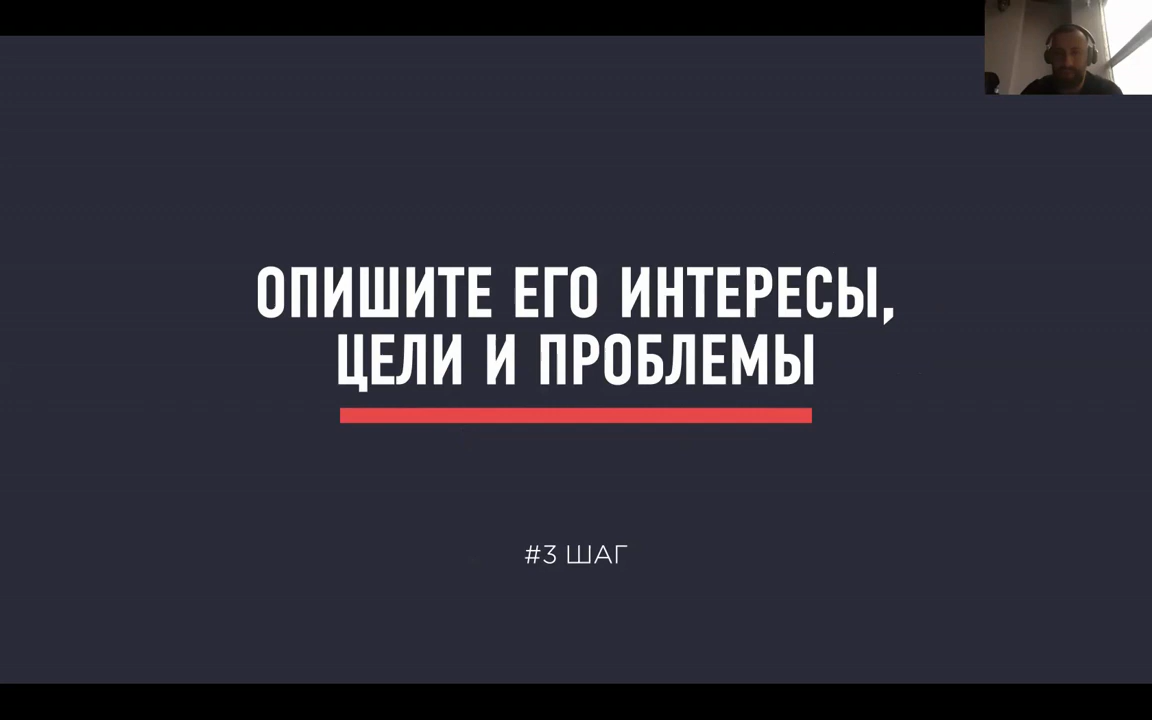 ОПИШИТЕ ЕГО ИНТЕРЕСЫ,
ЦЕЛИ И ПРОБЛЕМЫ
#3 ШАГ